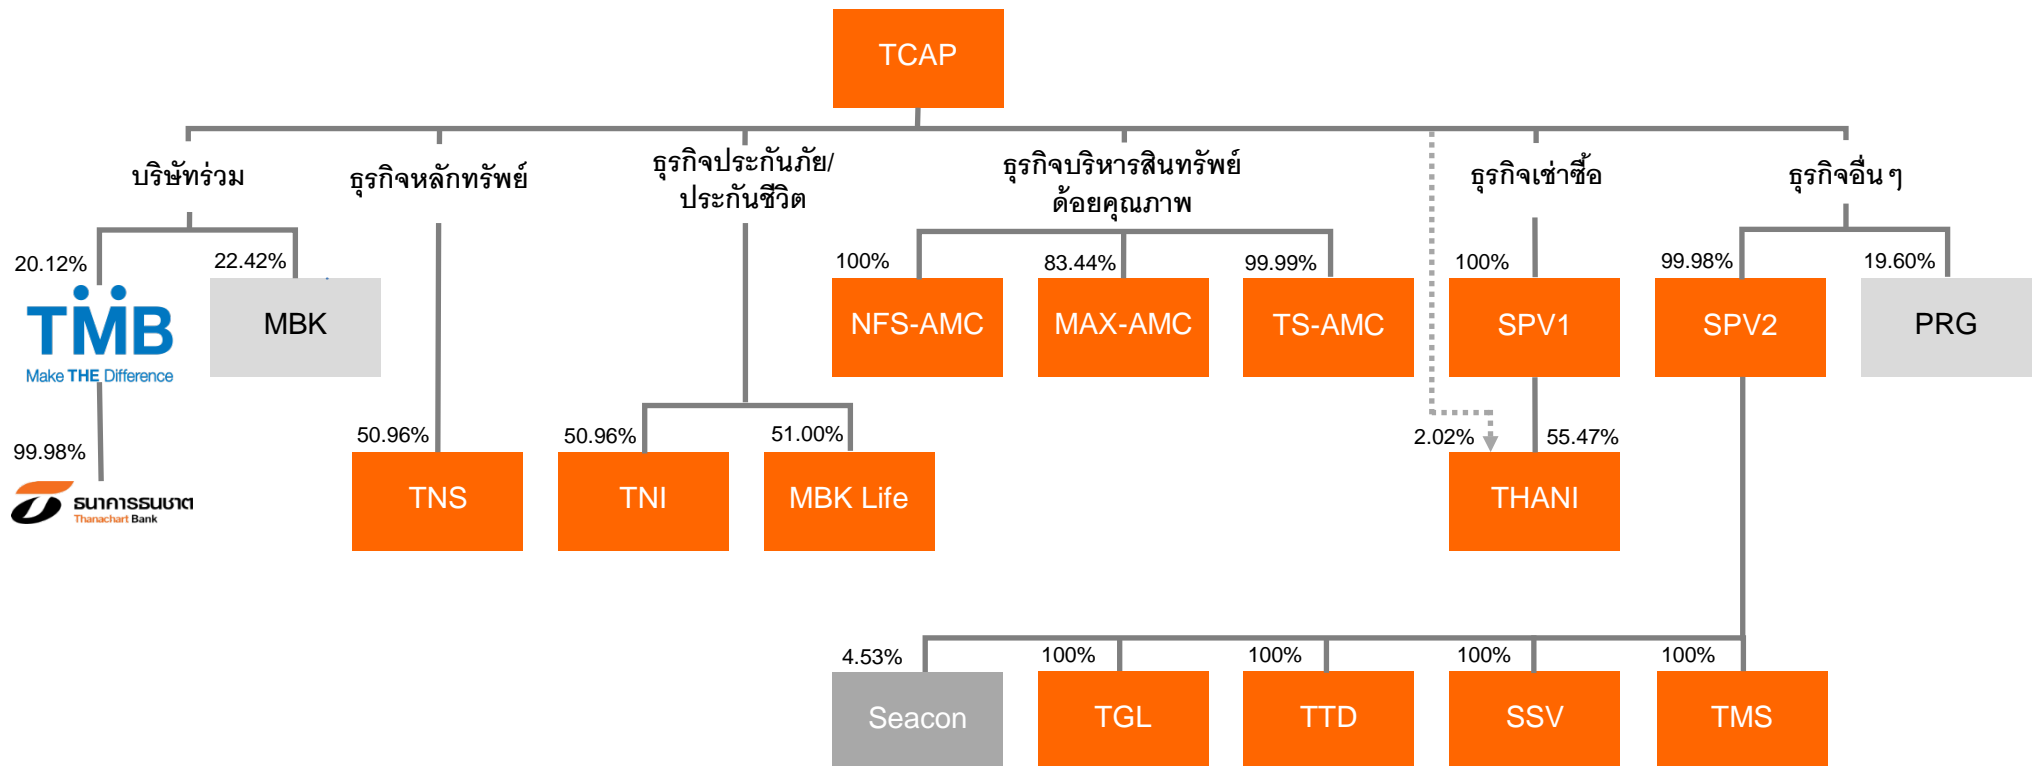 TCAP
บริษัทร่วม
ธุรกิจหลักทรัพย์
ธุรกิจประกันภัย/
ประกันชีวิต
ธุรกิจบริหารสินทรัพย์
ด้อยคุณภาพ
ธุรกิจเช่าซื้อ
ธุรกิจอื่น ๆ
20.12%
22.42%
100%
83.44%
99.99%
100%
99.98%
19.60%
TMB
Make THE Difference
MBK
NFS-AMC
MAX-AMC
TS-AMC
SPV1
SPV2
PRG
99.98%
50.96%
50.96%
51.00%
2.02%
55.47%
ธนาคารธนชาต
Thanachart Bank
TNS
TNI
MBK Life
THANI
4.53%
100%
100%
100%
100%
Seacon
TGL
TTD
SSV
TMS